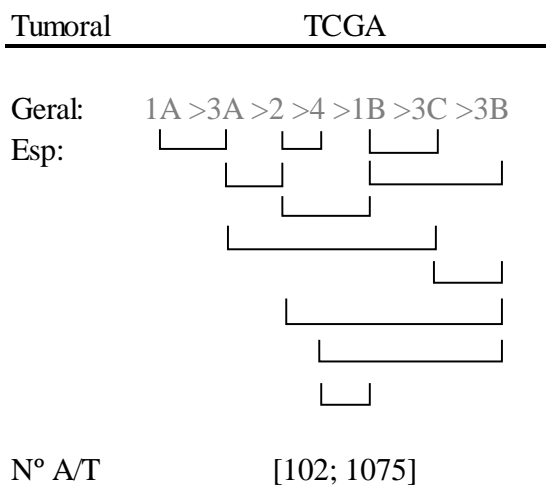 Tumoral TCGA
Geral: 1A >3A >2 >4 >1B >3C >3B
Esp:
Nº A/T [102; 1075]